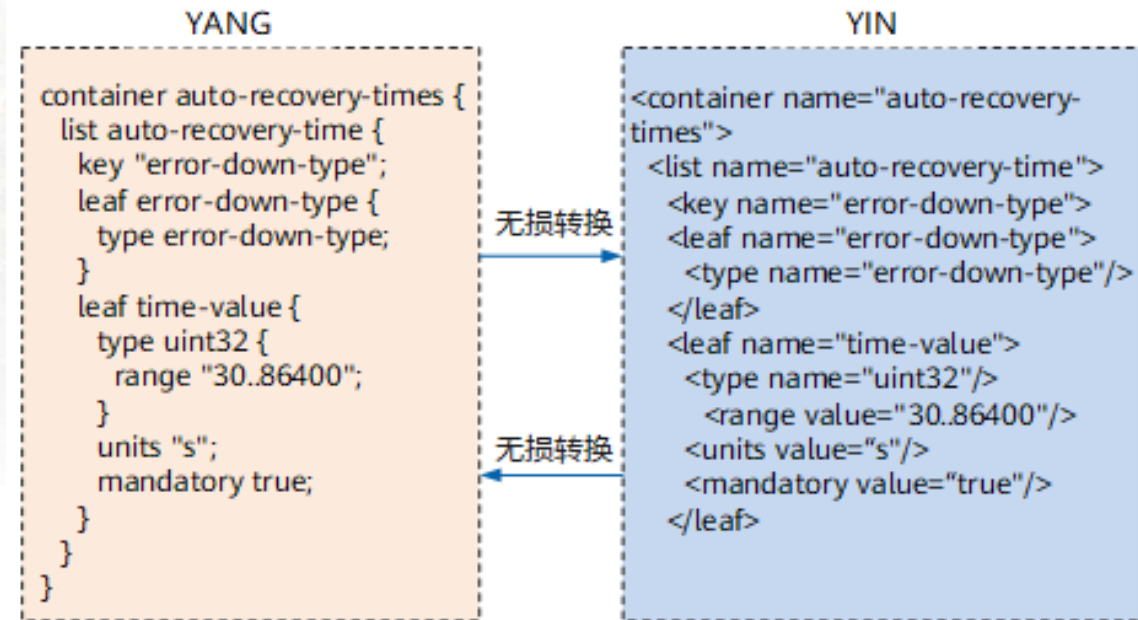 YANG
container auto-recovery-times {
list auto-recovery-time {
key "error-down-type";
leaf error-down-type {
type error-down-type;
}
leaf time-value {
type uint32 {
range "30..86400";
}
units "s";
mandatory true;
}
}
}
无损转换
无损转换
YIN
<container name="auto-recovery-
times">
<list name="auto-recovery-time">
<key name="error-down-type">
<leaf name="error-down-type">
<type name="error-down-type"/>
</leaf>
<leaf name="time-value">
<type name="uint32"/>
<range value="30..86400"/>
<units value=“s"/>
<mandatory value=“true"/>
</leaf>